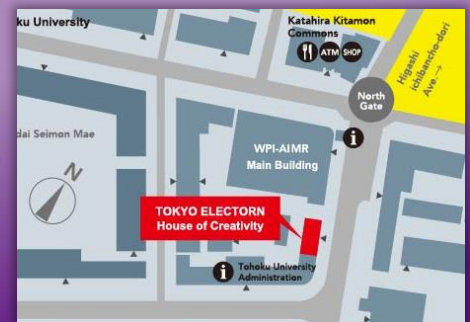 ku University
Katahira Kitamon
Commons
ATM
SHOP
Higashi
ichibancho-dori
Ave. →
North
Gate
dai Seimon Mae
i
WPI-AIMR
Main Building
N
TOKYO ELECTORN
House of Creativity
i
Tohoku University
Administration